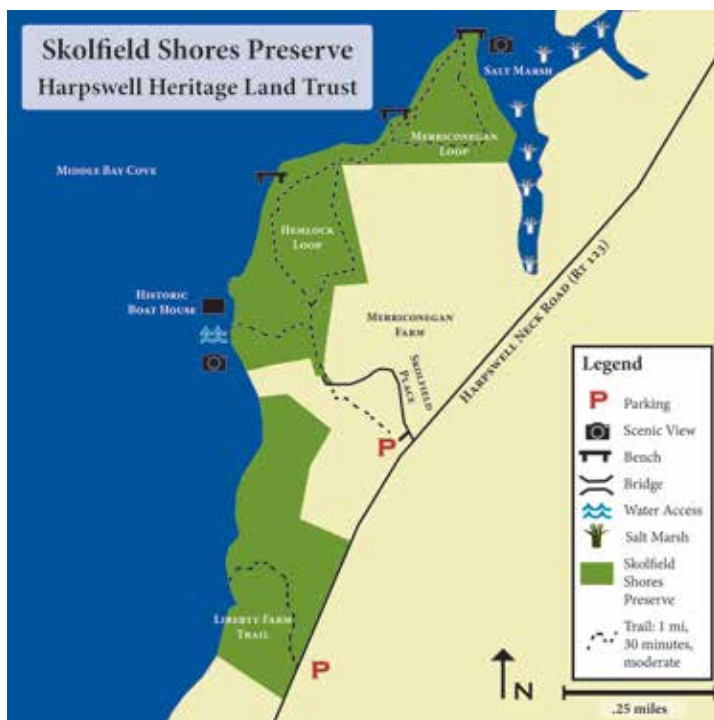 Skolfield Shores Preserve
Harpswell Heritage Land Trust
Salt Marsh
Merriconegan
Loop
Middle Bay Cove
Hemlock
Loop
Historic
Boat House
Merriconegan
Farm
Skolfield
Place
Harpswell Neck Road (Rt 123)
P
Liberty Farm
Trail
P
Legend
P Parking
Scenic View
Bench
Bridge
Water Access
Salt Marsh
Skolfield
Shores
Preserve
Trail: 1 mi,
30 minutes,
moderate
N
.25 miles